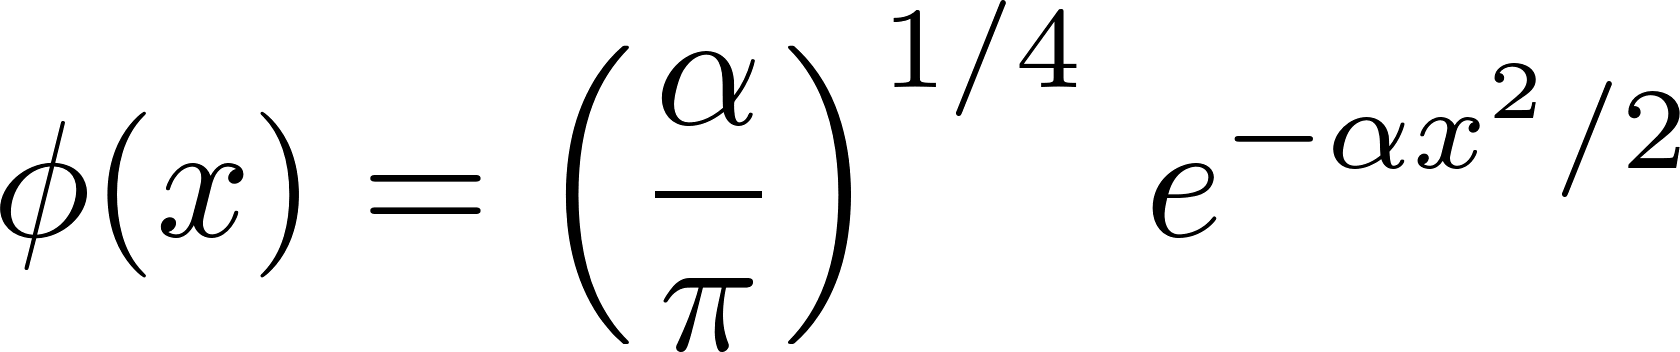 ϕ(x) = (α/π)^{1/4} e^{−αx²/2}